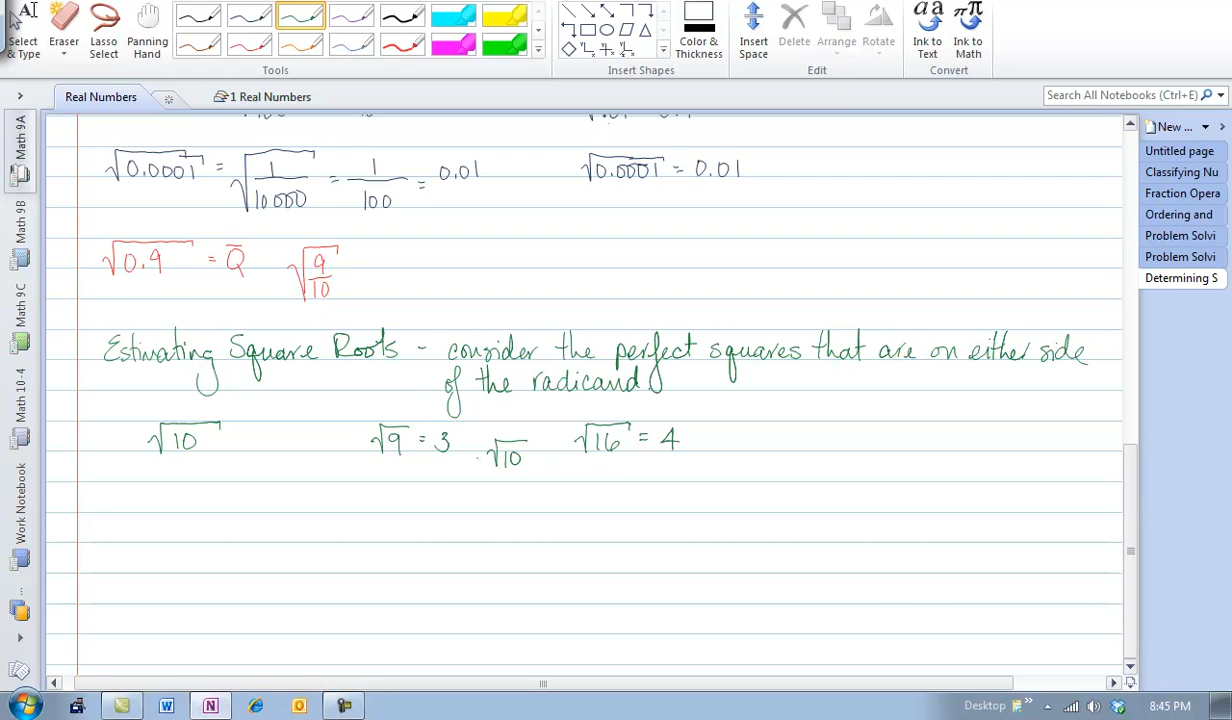 A
Select & Type
Eraser
Lasso Select
Panning Hand
Color & Thickness
Insert Space
Delete
Arrange
Rotate
a a
Ink to Text
π π
Ink to Math
Tools
Insert Shapes
Edit
Convert
Real Numbers
1 Real Numbers
Search All Notebooks (Ctrl+E)
New ...
Untitled page
Classifying Nu
Fraction Opera
Ordering and
Problem Solvi
Problem Solvi
Determining S
Math 9A
Math 9B
Math 9C
Math 10-4
Work Notebook
√0.0001 = √(1/10000) = 1/100 = 0.01
√0.0001 = 0.01
√0.9 = Q̅ √(9/10)
Estimating Square Roots - consider the perfect squares that are on either side
of the radicand
√10 √9 = 3 √10 √16 = 4
Desktop
8:45 PM